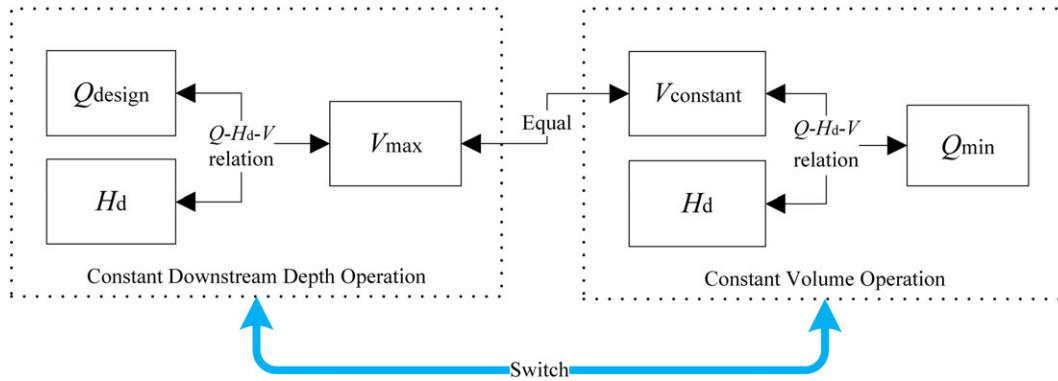 Qdesign
Q-Hd-V
relation
Hd
Vmax
Constant Downstream Depth Operation
Equal
Vconstant
Q-Hd-V
relation
Hd
Qmin
Constant Volume Operation
Switch